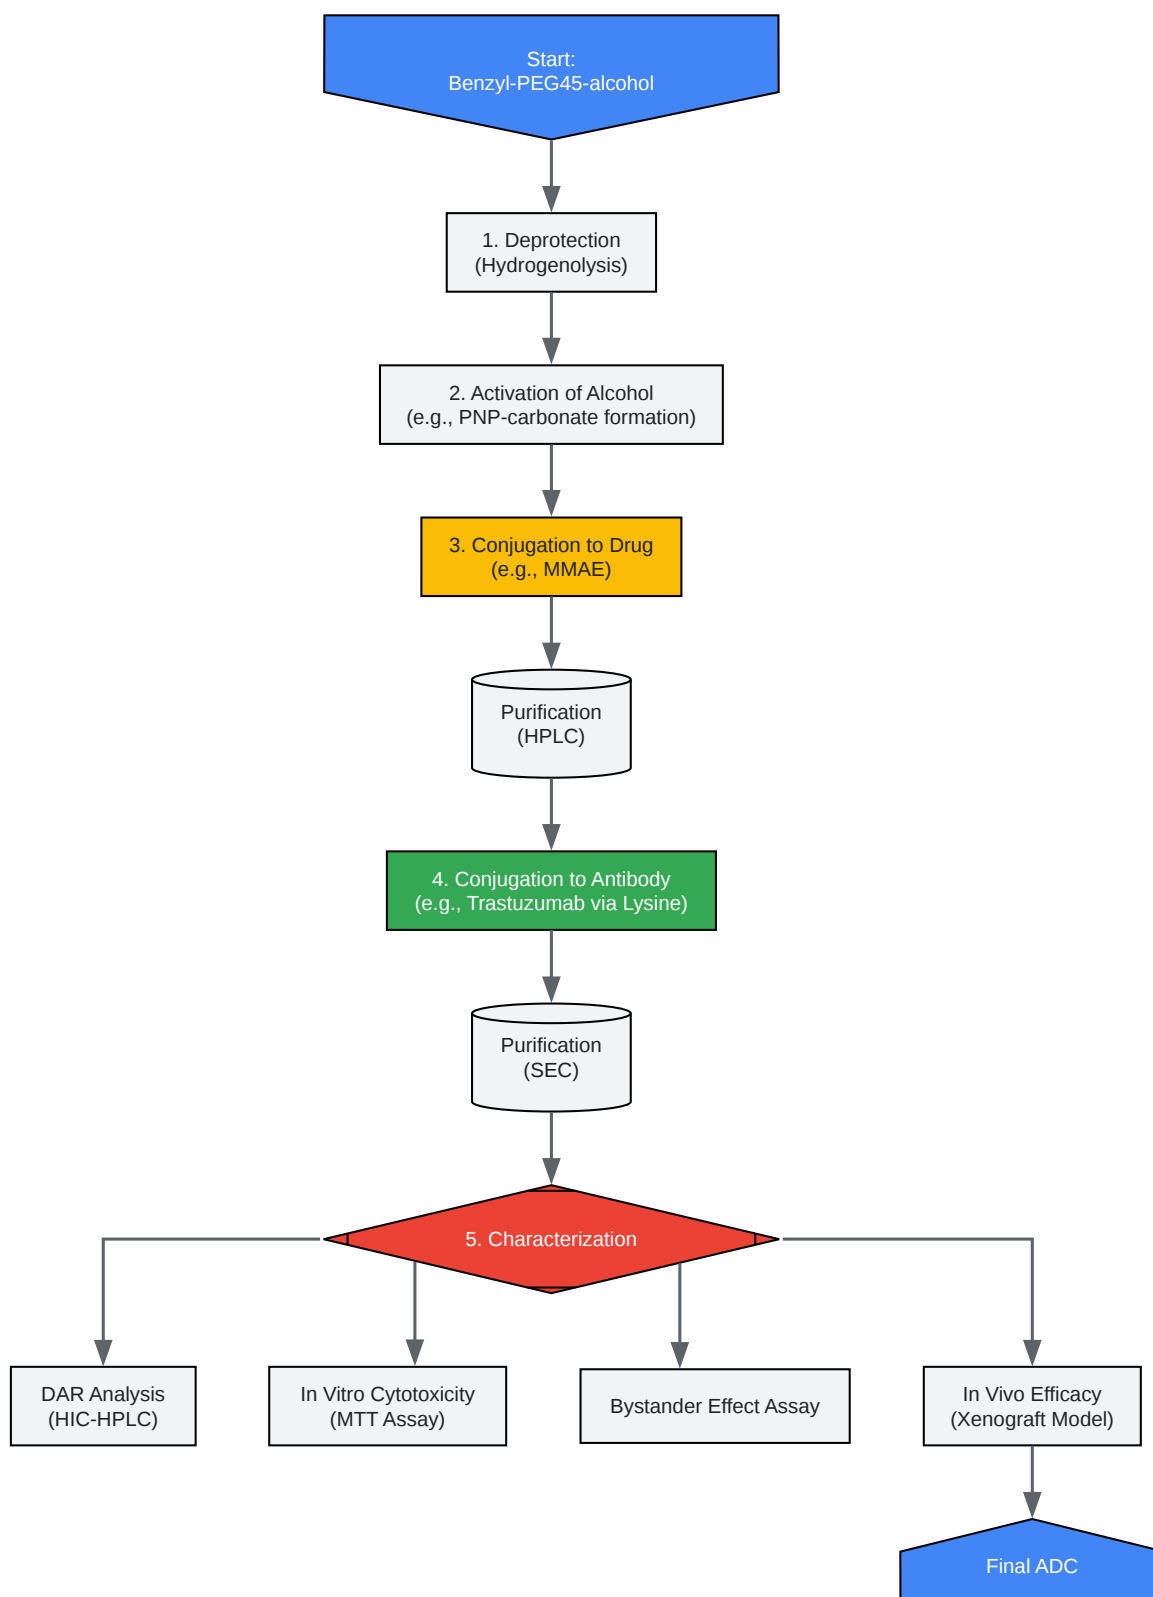 Start:
Benzyl-PEG45-alcohol
1. Deprotection
(Hydrogenolysis)
2. Activation of Alcohol
(e.g., PNP-carbonate formation)
3. Conjugation to Drug
(e.g., MMAE)
Purification
(HPLC)
4. Conjugation to Antibody
(e.g., Trastuzumab via Lysine)
Purification
(SEC)
5. Characterization
DAR Analysis
(HIC-HPLC)
In Vitro Cytotoxicity
(MTT Assay)
Bystander Effect Assay
In Vivo Efficacy
(Xenograft Model)
Final ADC